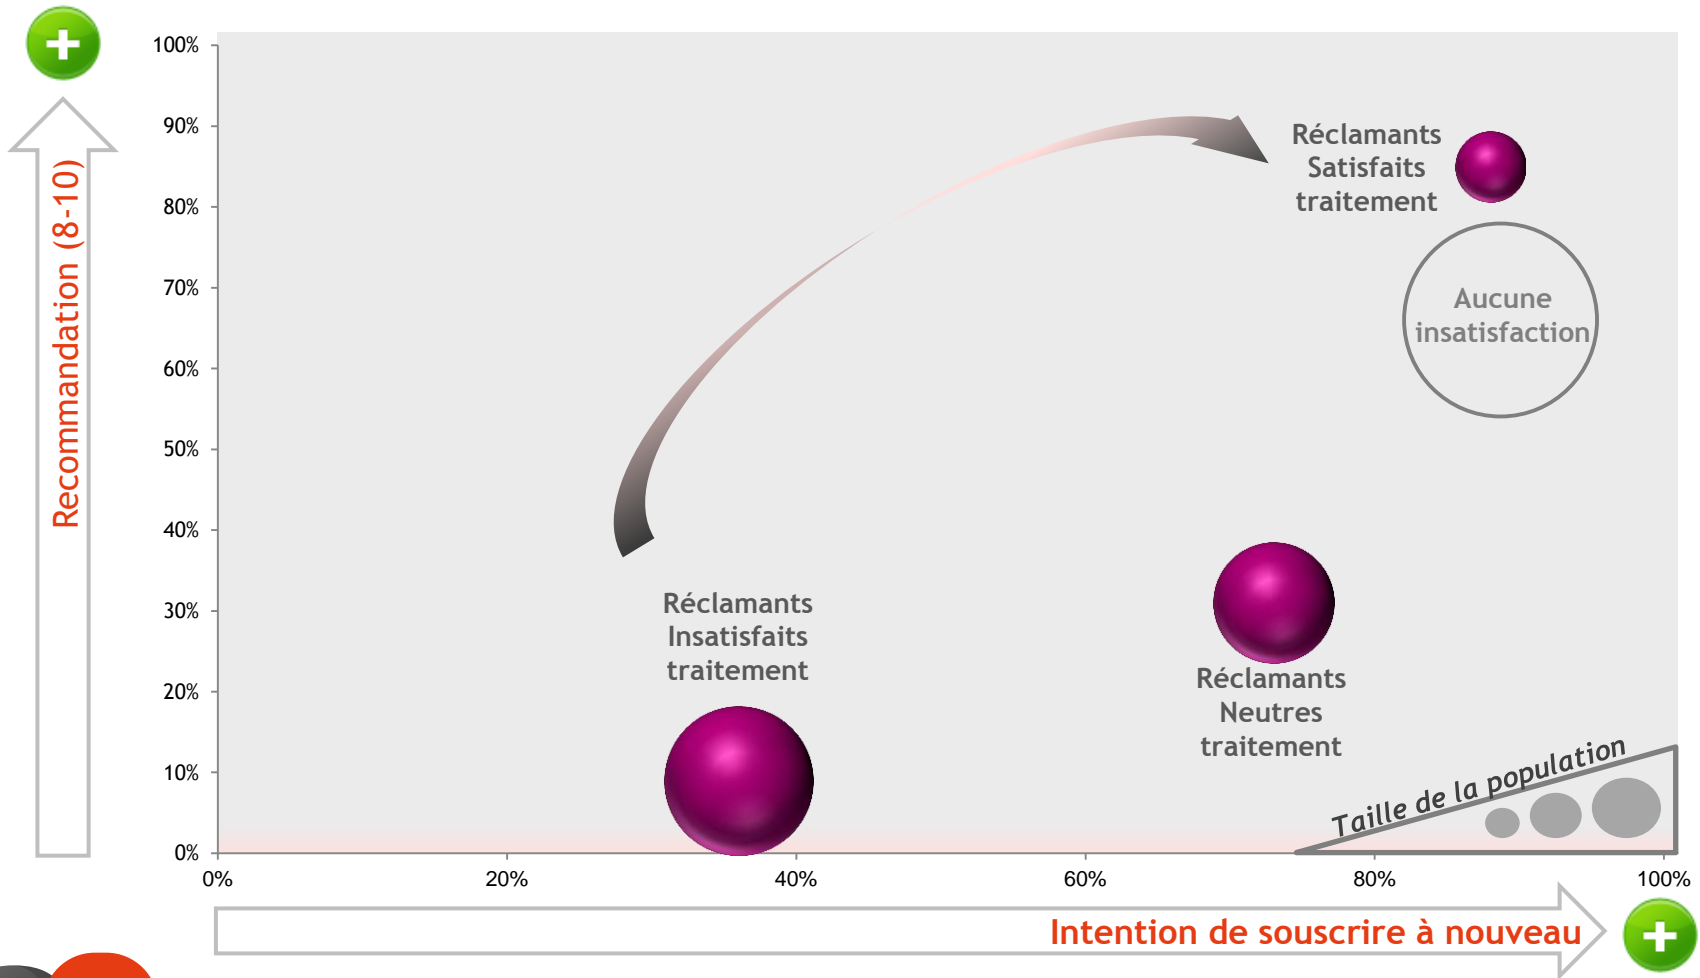 100%
90%
80%
70%
60%
50%
40%
30%
20%
10%
0%
Recommandation (8-10)
Réclamants
Satisfaits
traitement
Aucune
insatisfaction
Réclamants
Insatisfaits
traitement
Réclamants
Neutres
traitement
Taille de la population
0%
20%
40%
60%
80%
100%
Intention de souscrire à nouveau